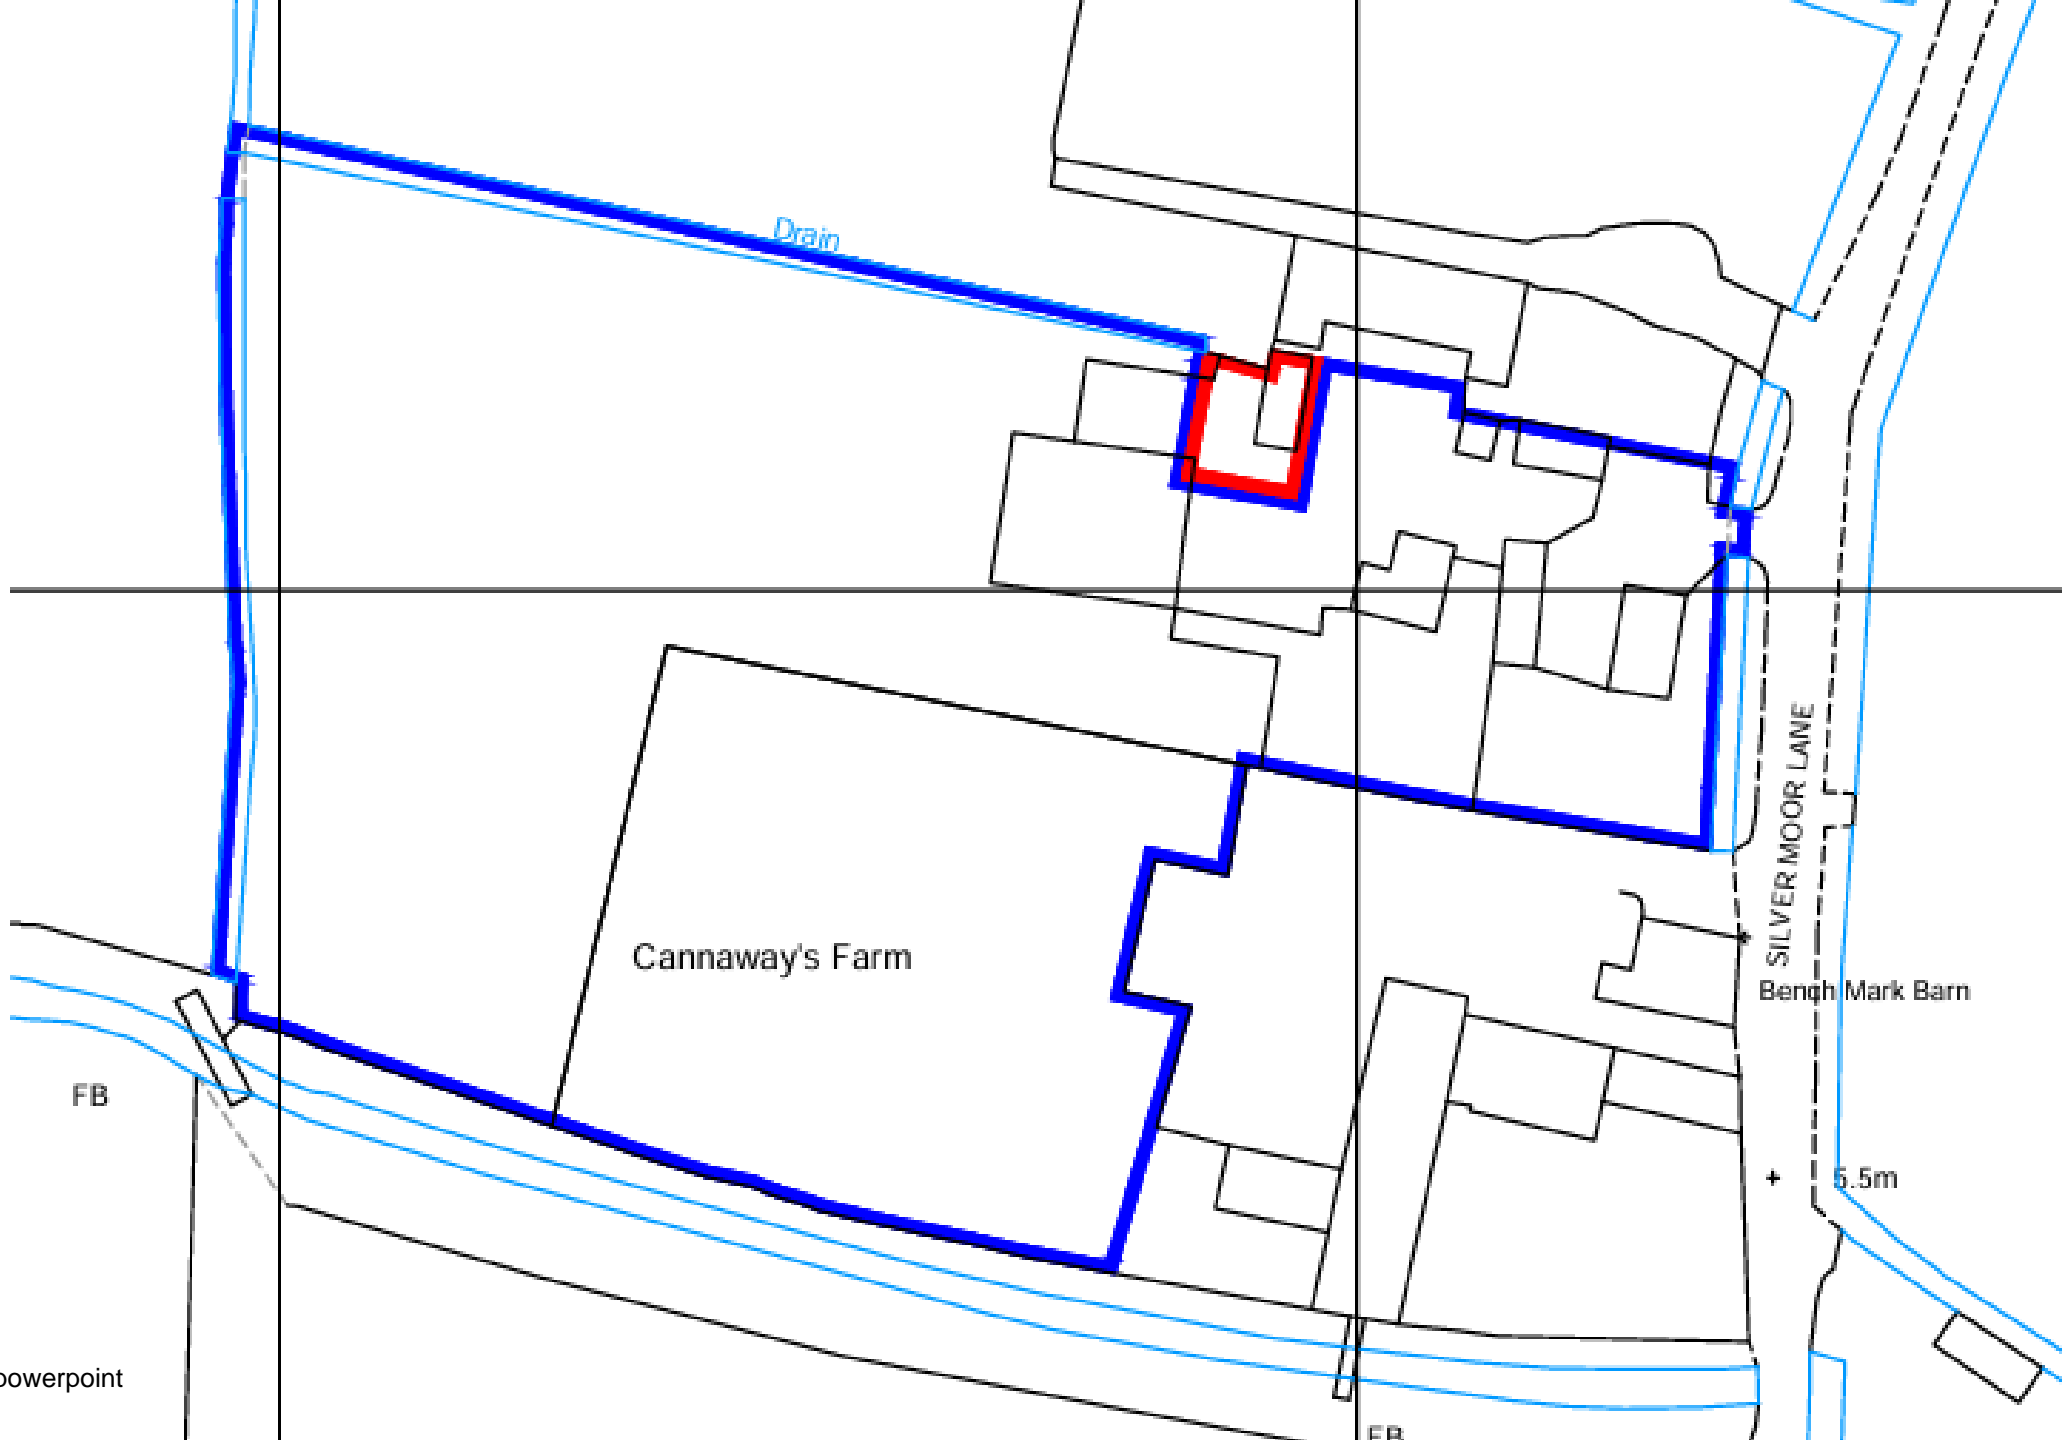 Drain
SILVER MOOR LANE
Cannaway's Farm
Bench Mark Barn
FB
5.5m
powerpoint
FB